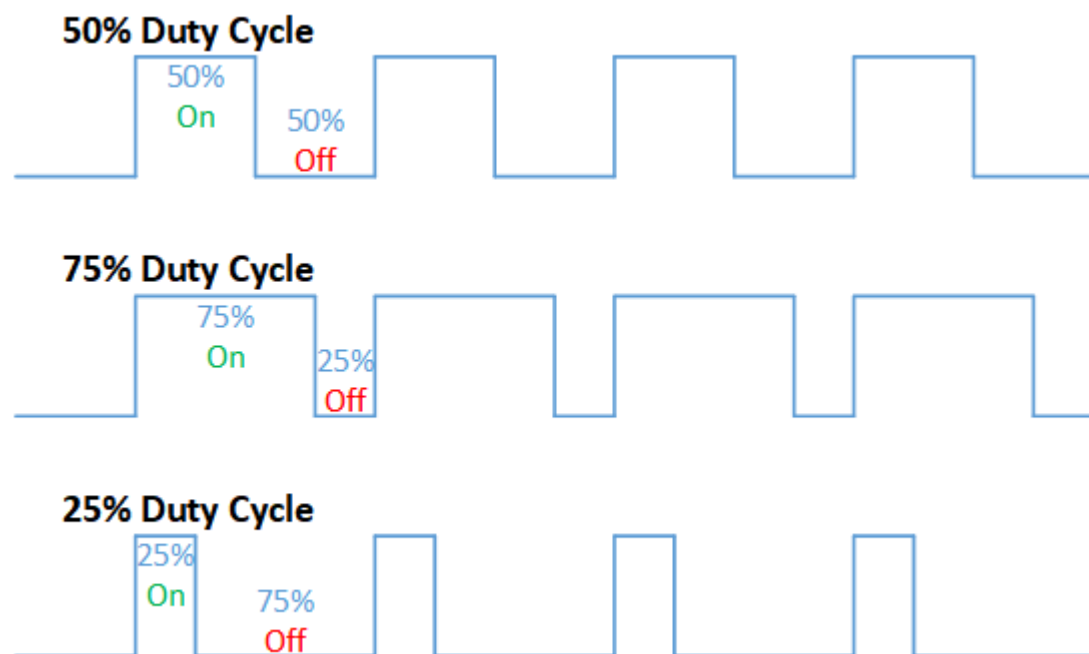 50% Duty Cycle
50%
On
50%
Off
75% Duty Cycle
75%
On
25%
Off
25% Duty Cycle
25%
On
75%
Off